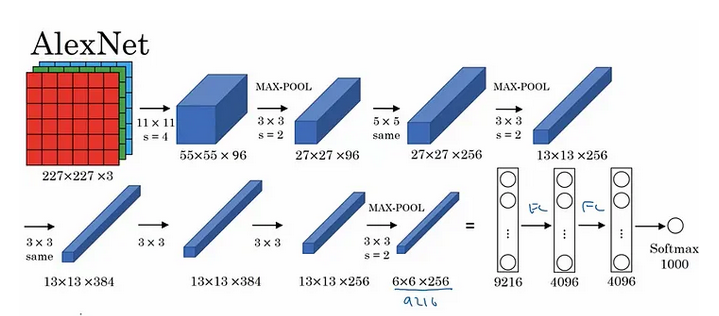 AlexNet
11 × 11
s = 4
MAX-POOL
3 × 3
s = 2
5 × 5
same
MAX-POOL
3 × 3
s = 2
227×227 ×3
55×55 × 96
27×27 ×96
27×27 ×256
13×13 ×256
3 × 3
same
3 × 3
3 × 3
MAX-POOL
3 × 3
s = 2
=
FC
FC
Softmax
1000
13×13 ×384
13×13 ×384
13×13 ×256
6×6 ×256
9216
9216
4096
4096